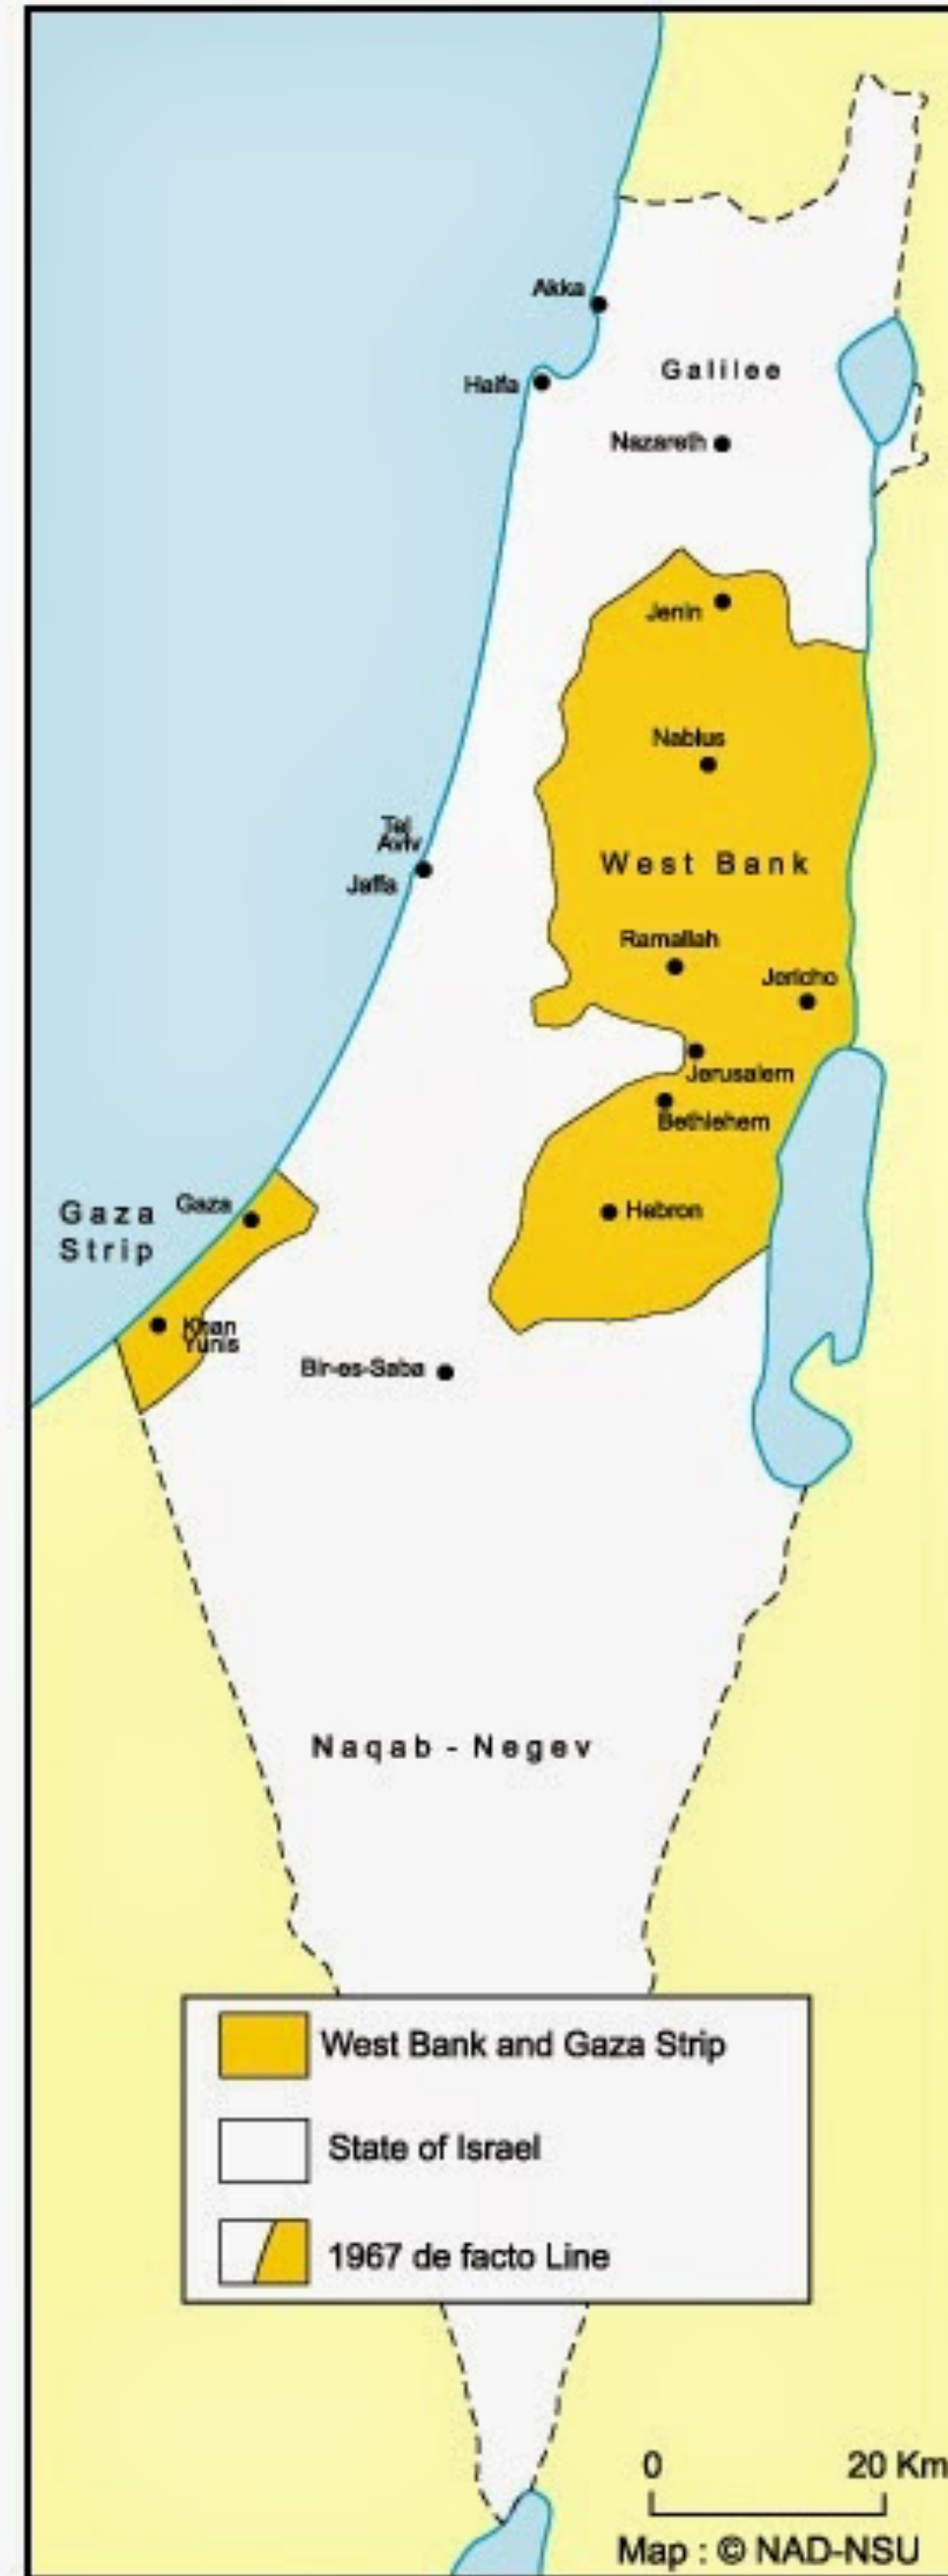 Akka
Galilee
Haifa
Nazareth
Jenin
Nablus
Tel
Aviv
West Bank
Jaffa
Ramallah
Jericho
Jerusalem
Bethlehem
Gaza
Strip
Gaza
Hebron
Khan
Yunis
Bir-es-Saba
Naqab - Negev
West Bank and Gaza Strip
State of Israel
1967 de facto Line
0 20 Km
Map : © NAD-NSU